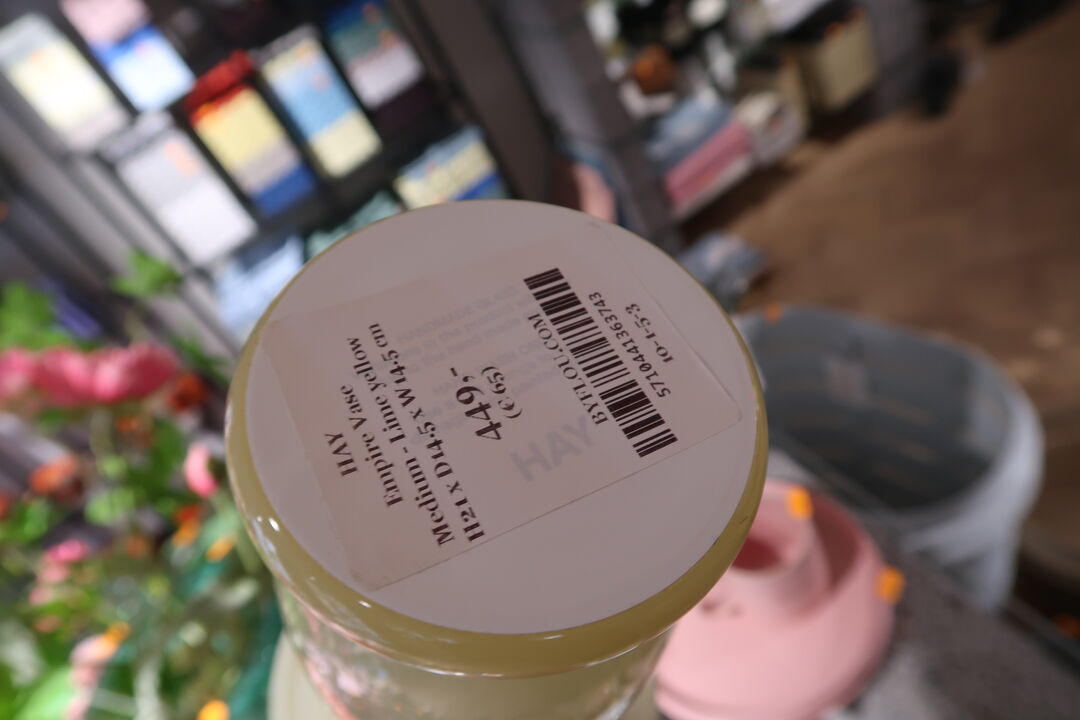 HAY
Empire Vase
Medium - Lime yellow
H21 x D14.5 x W14.5 cm
449,-
(€65)
BYFLOU.COM
5710441363743
10-1-5-3
HAY